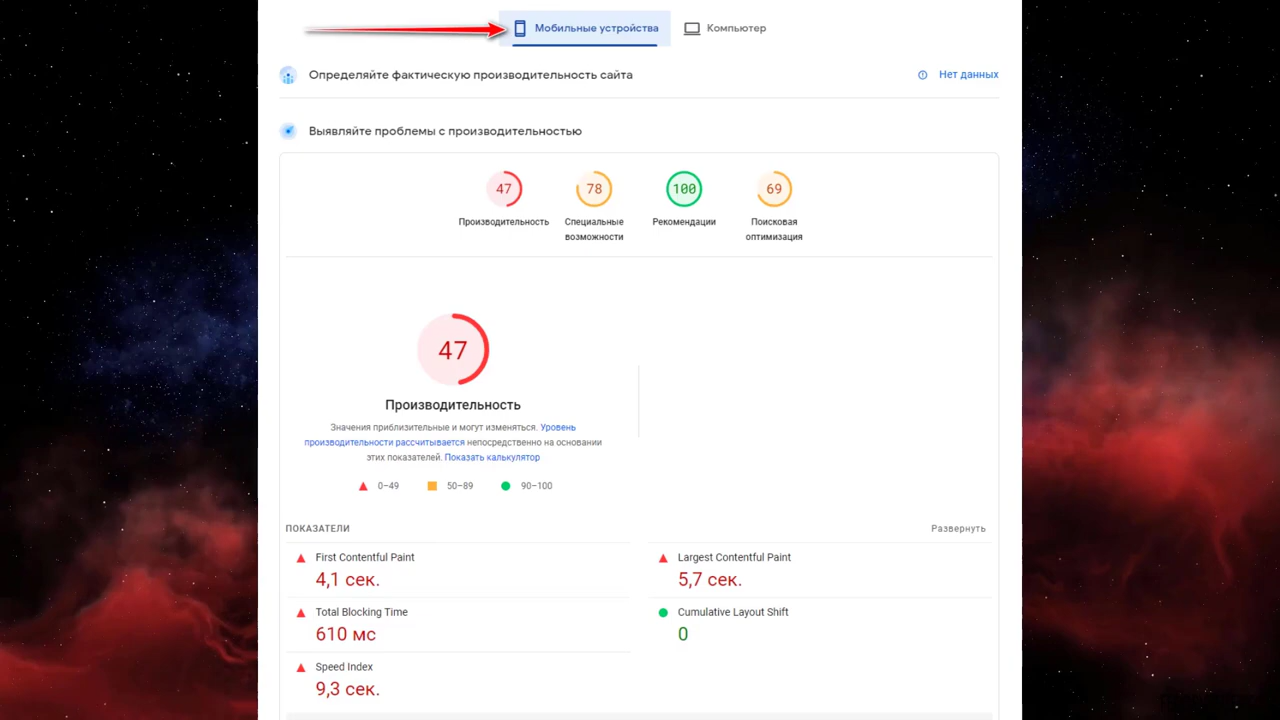 Мобильные устройства
Компьютер
Определяйте фактическую производительность сайта
Нет данных
Выявляйте проблемы с производительностью
47
78
100
69
Производительность
Специальные
возможности
Рекомендации
Поисковая
оптимизация
47
Производительность
Значения приблизительные и могут изменяться. Уровень
производительности рассчитывается непосредственно на основании
этих показателей. Показать калькулятор
0–49
50–89
90–100
ПОКАЗАТЕЛИ
Развернуть
First Contentful Paint
4,1 сек.
Largest Contentful Paint
5,7 сек.
Total Blocking Time
610 мс
Cumulative Layout Shift
0
Speed Index
9,3 сек.